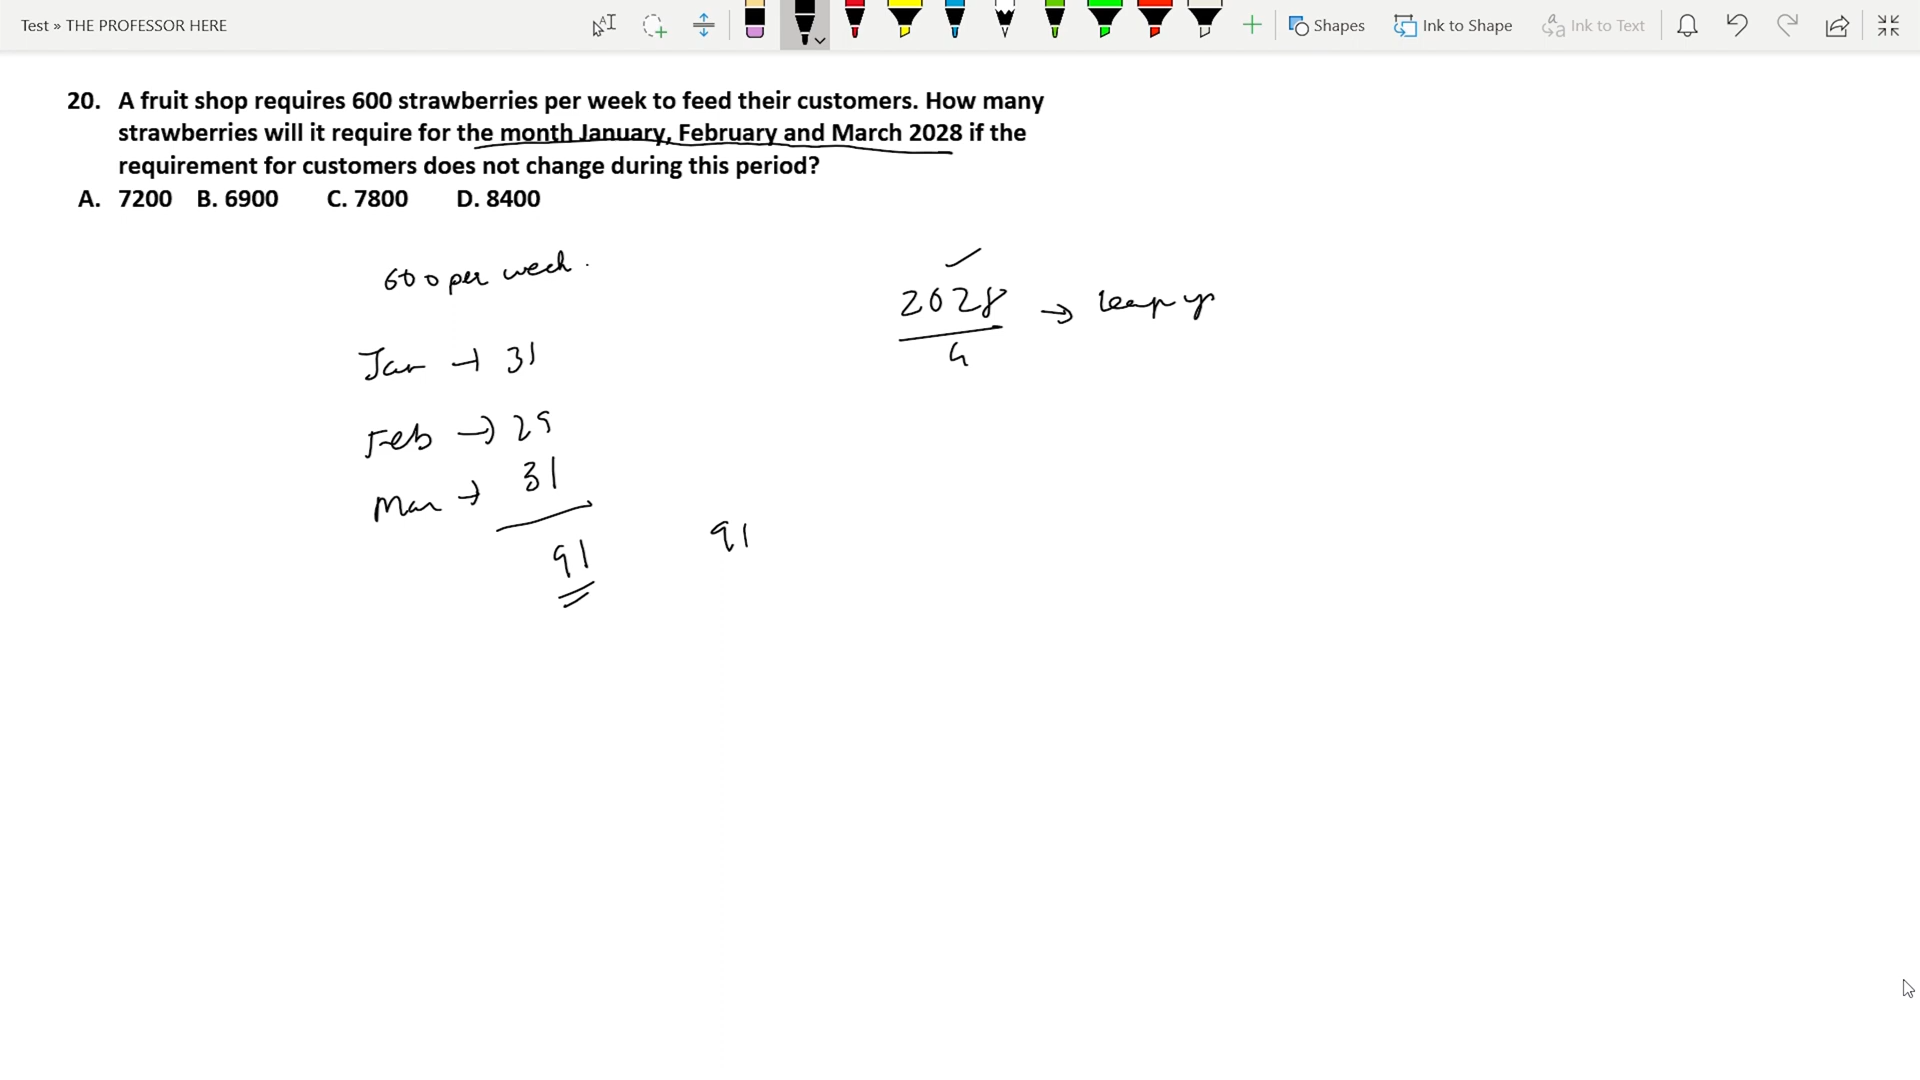 Test » THE PROFESSOR HERE
Shapes
Ink to Shape
Ink to Text
20. A fruit shop requires 600 strawberries per week to feed their customers. How many
strawberries will it require for the month January, February and March 2028 if the
requirement for customers does not change during this period?
A. 7200 B. 6900 C. 7800 D. 8400
600 per week.
2028
4
→ leap yr
Jan → 31
Feb → 29
Mar → 31
91
91